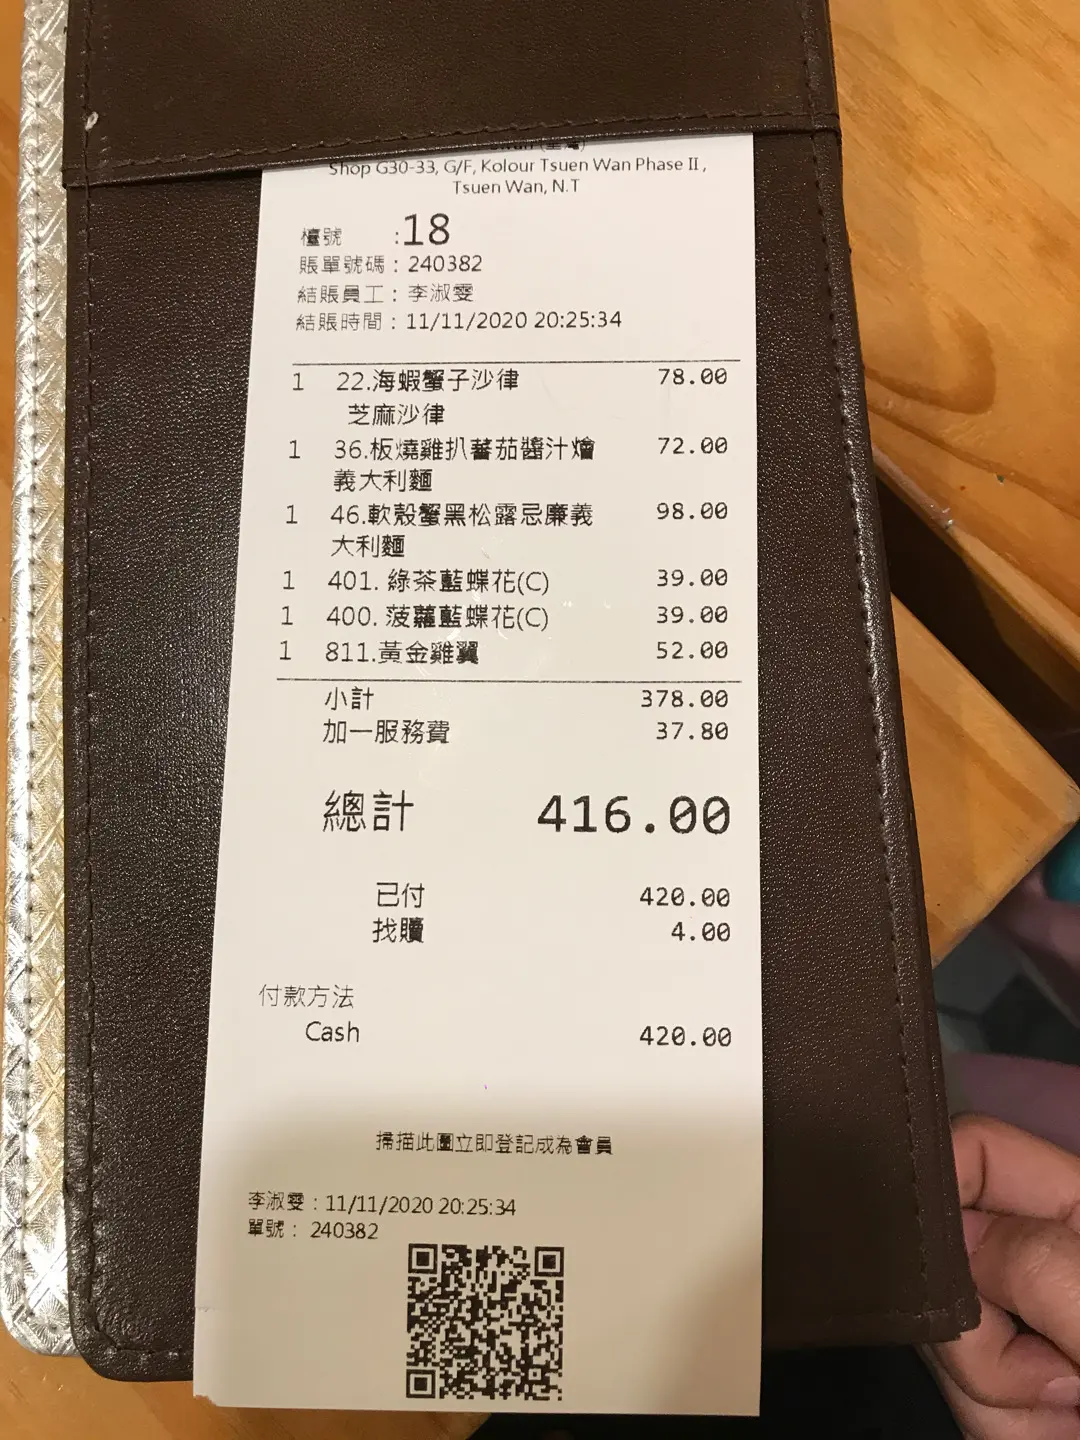 Shop G30-33, G/F, Kolour Tsuen Wan Phase II,
Tsuen Wan, N.T
檯號 :18
賬單號碼: 240382
結賬員工: 李淑雯
結賬時間: 11/11/2020 20:25:34
1 22.海蝦蟹子沙律 78.00
芝麻沙律
1 36.板燒雞扒蕃茄醬汁燴 72.00
義大利麵
1 46.軟殼蟹黑松露忌廉義 98.00
大利麵
1 401. 綠茶藍蝶花(C) 39.00
1 400. 菠蘿藍蝶花(C) 39.00
1 811.黃金雞翼 52.00
小計 378.00
加一服務費 37.80
總計 416.00
已付 420.00
找贖 4.00
付款方法
Cash 420.00
掃描此圖立即登記成為會員
李淑雯: 11/11/2020 20:25:34
單號: 240382